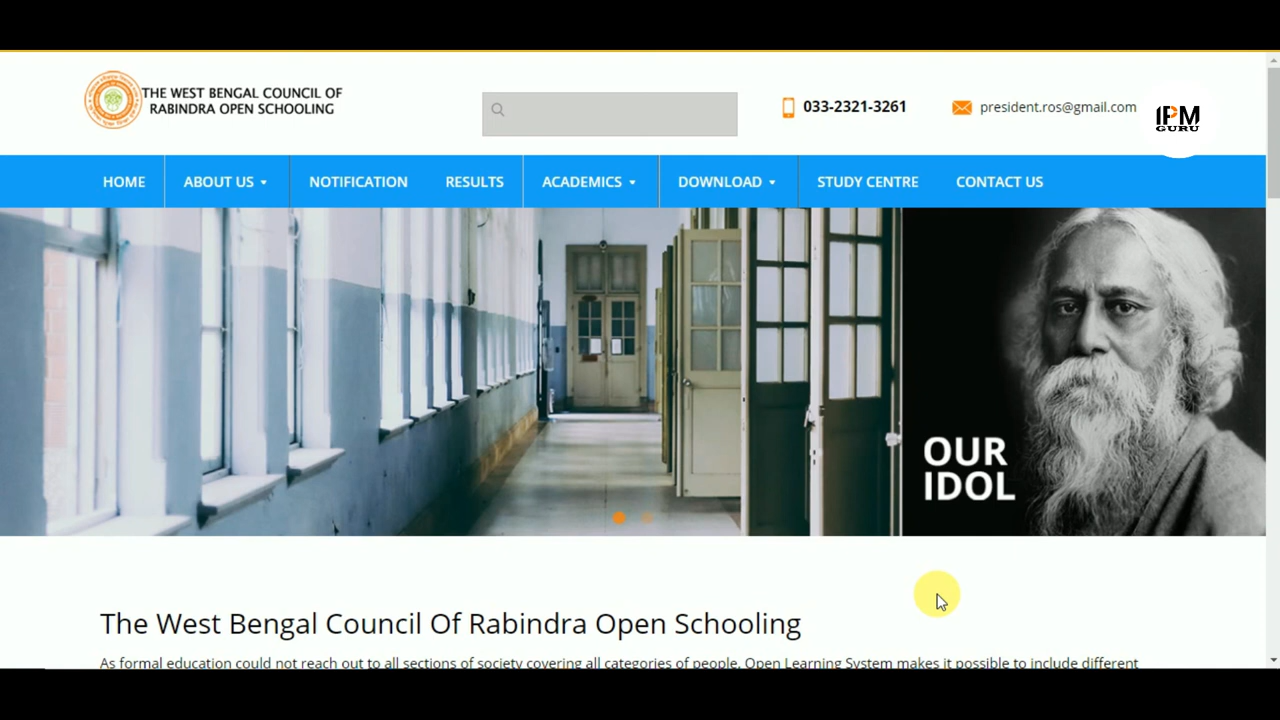 THE WEST BENGAL COUNCIL OF
RABINDRA OPEN SCHOOLING
033-2321-3261
president.ros@gmail.com
IPM
GURU
HOME
ABOUT US
NOTIFICATION
RESULTS
ACADEMICS
DOWNLOAD
STUDY CENTRE
CONTACT US
OUR
IDOL
The West Bengal Council Of Rabindra Open Schooling
As formal education could not reach out to all sections of society covering all categories of people, Open Learning System makes it possible to include different